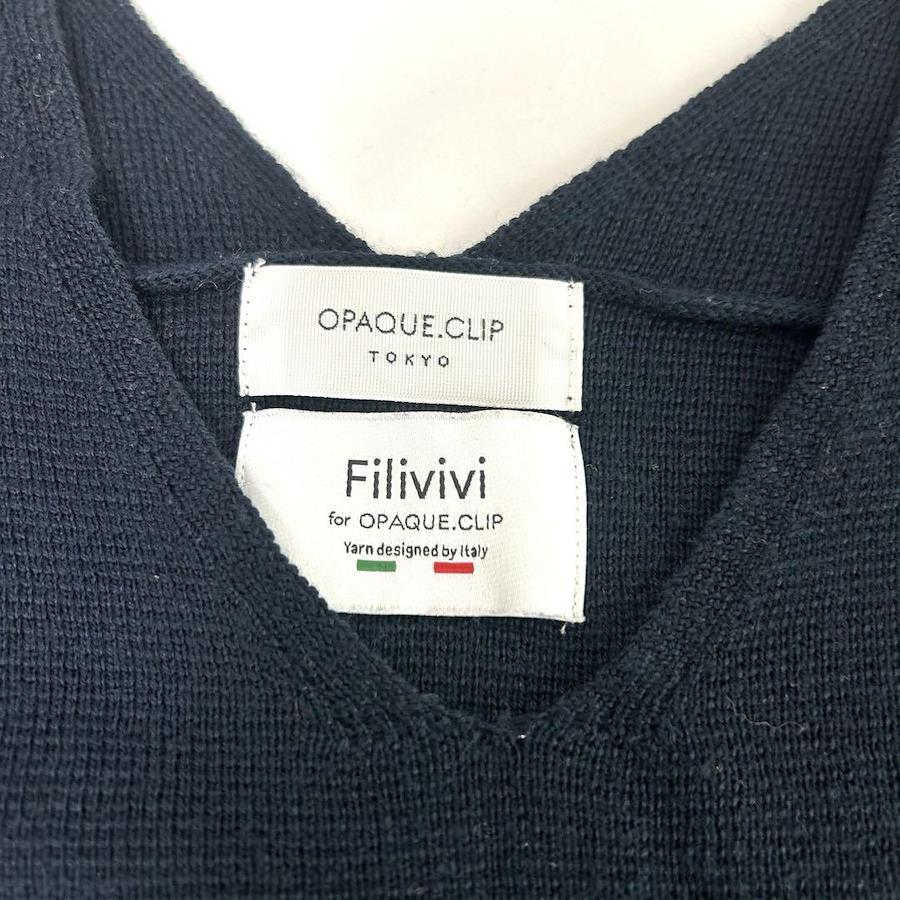 OPAQUE.CLIP
TOKYO
Filivivi
for OPAQUE.CLIP
Yarn designed by Italy